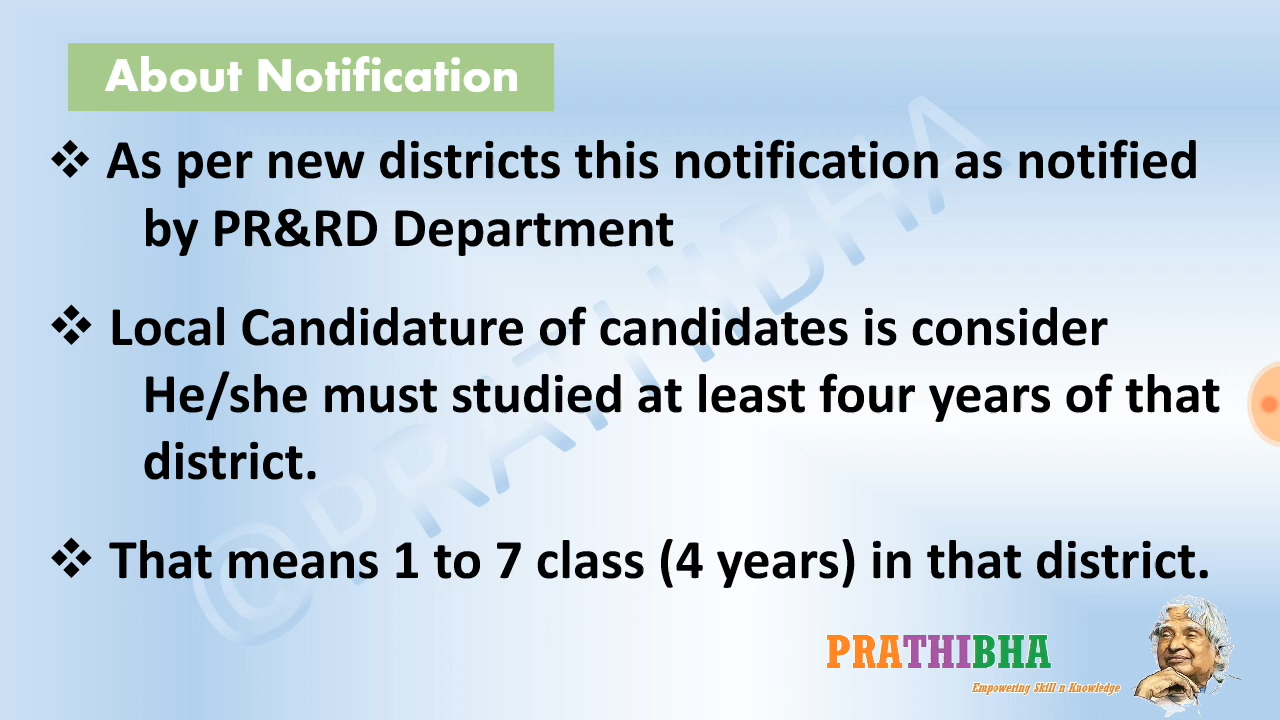 About Notification
❖ As per new districts this notification as notified
by PR&RD Department
❖ Local Candidature of candidates is consider
He/she must studied at least four years of that
district.
❖ That means 1 to 7 class (4 years) in that district.
@PRATHIBHA
PRATHIBHA
Empowering Skill n Knowledge